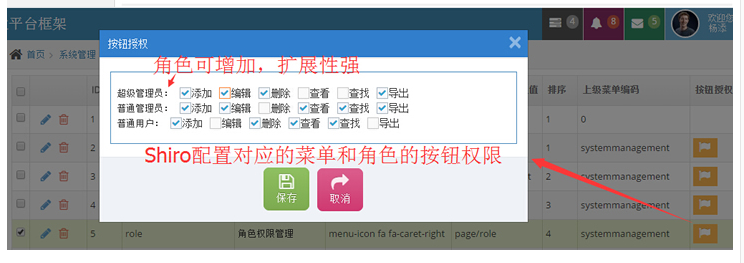 平台框架
4
8
5
欢迎您
杨添
首页 > 系统管理
按钮授权
角色可增加，扩展性强
超级管理员： 添加 编辑 删除 查看 查找 导出
普通管理员： 添加 编辑 删除 查看 查找 导出
普通用户： 添加 编辑 删除 查看 查找 导出
Shiro配置对应的菜单和角色的按钮权限
保存
取消
排序 上级菜单编码 按钮授权
1 1 0
2 1 systemmanagement
3 2 systemmanagement
4 3 systemmanagement
5 role 角色权限管理 menu-icon fa fa-caret-right page/role 4 systemmanagement